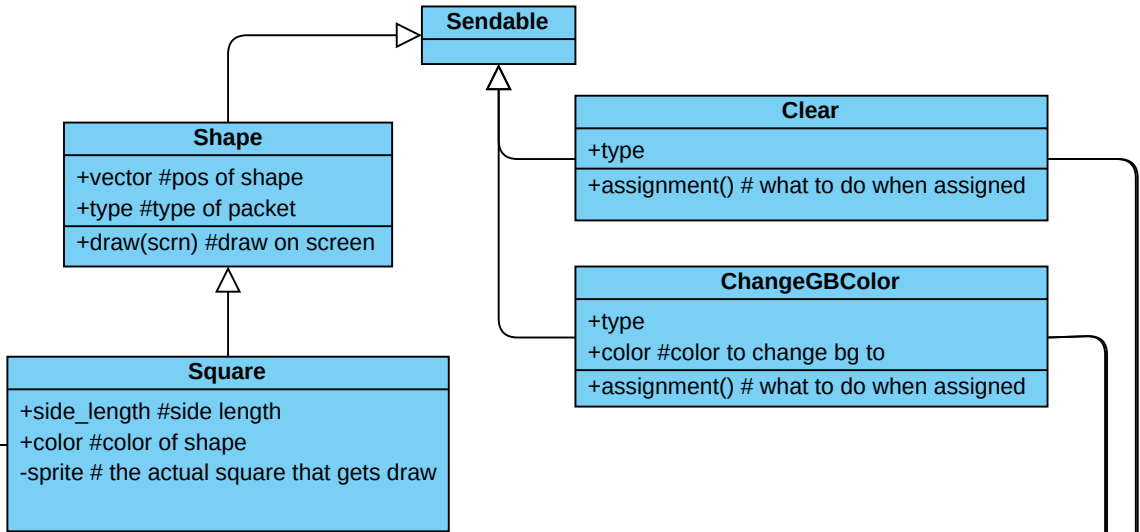 Sendable
Shape
+vector #pos of shape
+type #type of packet
+draw(scrn) #draw on screen
Square
+side_length #side length
+color #color of shape
-sprite # the actual square that gets draw
Clear
+type
+assignment() # what to do when assigned
ChangeGBColor
+type
+color #color to change bg to
+assignment() # what to do when assigned